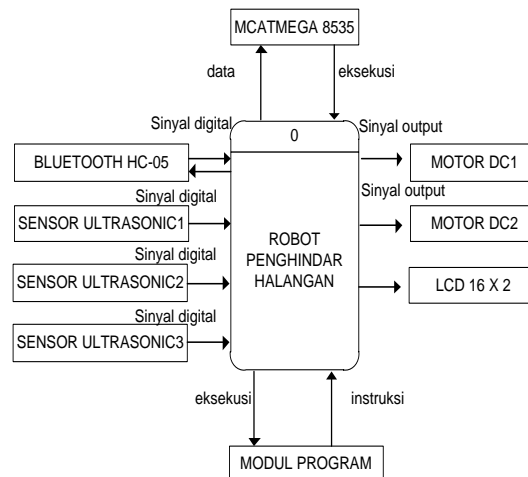 MCATMEGA 8535
data
eksekusi
Sinyal digital
0
Sinyal output
BLUETOOTH HC-05
MOTOR DC1
Sinyal digital
Sinyal output
SENSOR ULTRASONIC1
MOTOR DC2
ROBOT
PENGHINDAR
HALANGAN
Sinyal digital
SENSOR ULTRASONIC2
LCD 16 X 2
Sinyal digital
SENSOR ULTRASONIC3
eksekusi
instruksi
MODUL PROGRAM